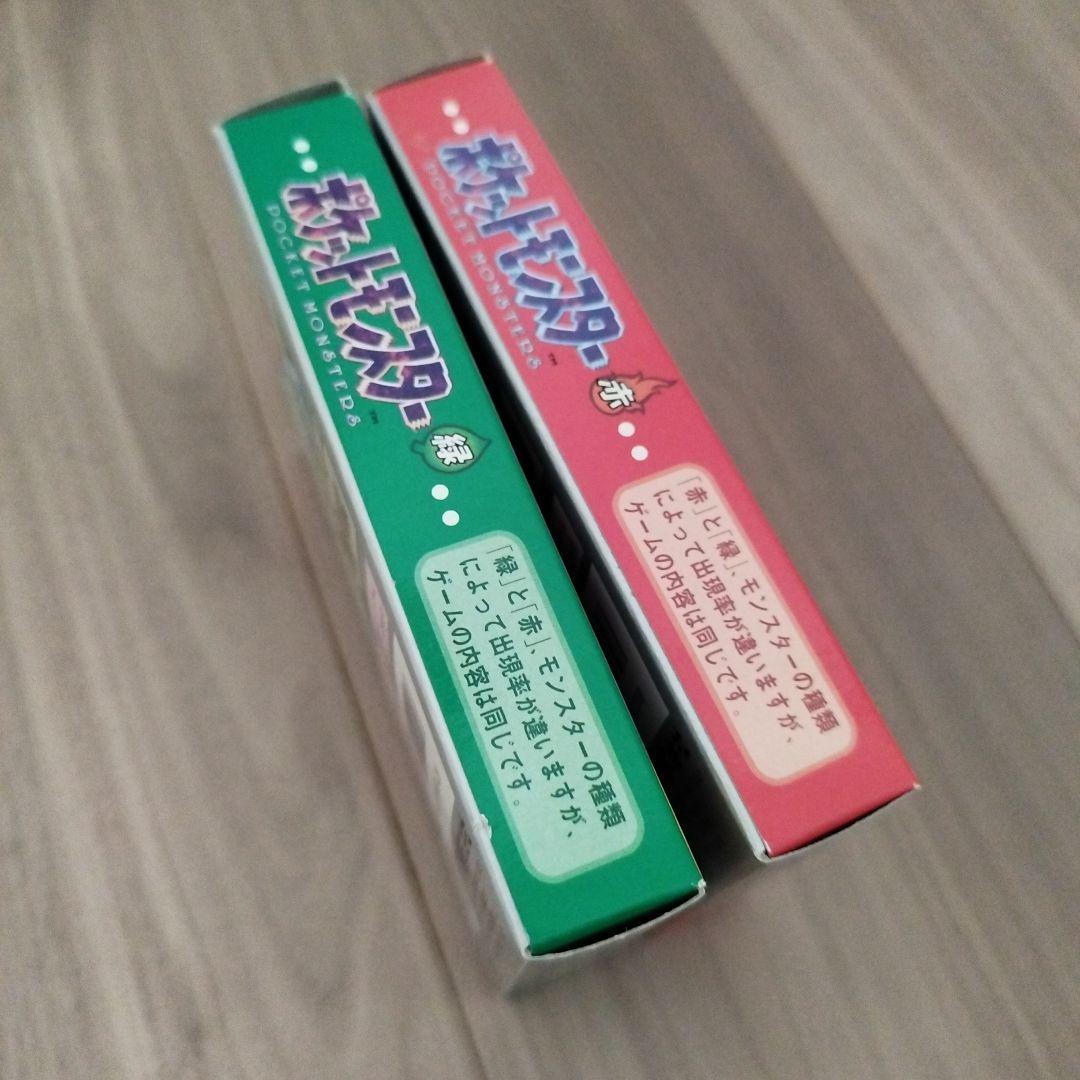 ポケットモンスター
POCKET MONSTERS
TM
緑
「緑」と「赤」、モンスターの種類
によって出現率が違いますが、
ゲームの内容は同じです。
ポケットモンスター
POCKET MONSTERS
TM
赤
「赤」と「緑」、モンスターの種類
によって出現率が違いますが、
ゲームの内容は同じです。